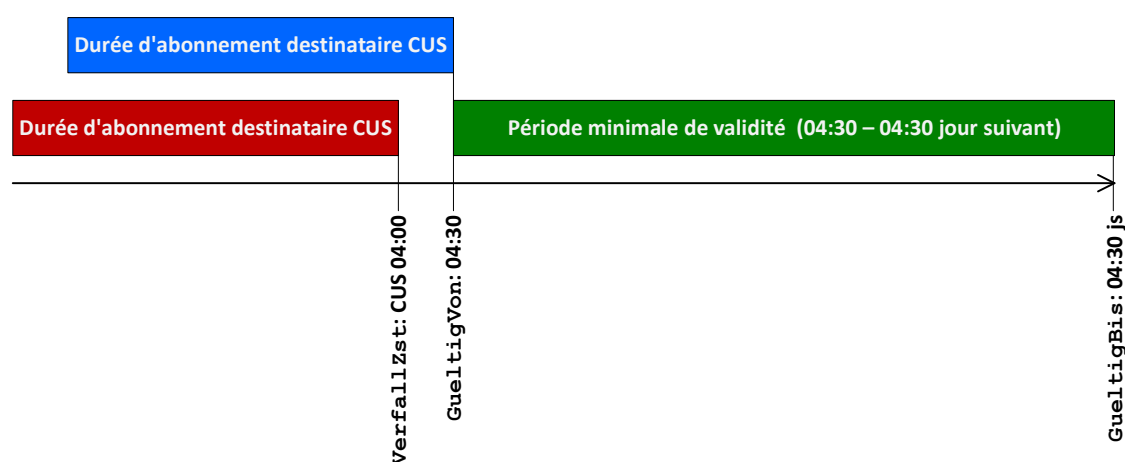 Durée d'abonnement destinataire CUS
Durée d'abonnement destinataire CUS
Période minimale de validité (04:30 – 04:30 jour suivant)
VerfallZst: CUS 04:00
GueltigVon: 04:30
GueltigBis: 04:30 js